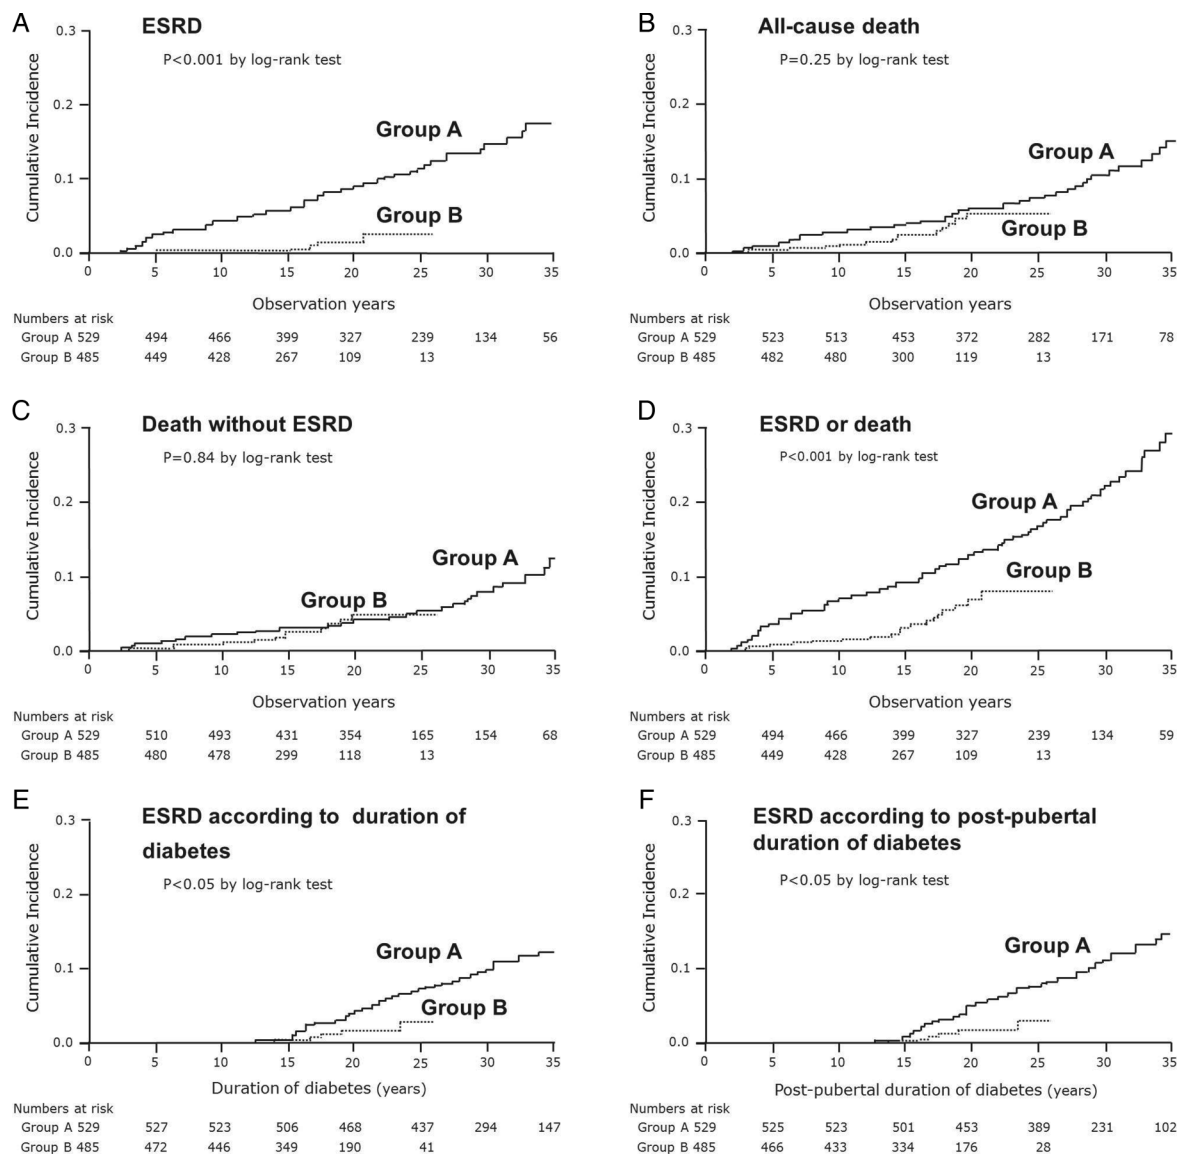 A
ESRD
P<0.001 by log-rank test
Cumulative Incidence
0.3
0.2
0.1
0.0
Group A
Group B
0 5 10 15 20 25 30 35
Observation years
Numbers at risk
Group A 529 494 466 399 327 239 134 56
Group B 485 449 428 267 109 13
B
All-cause death
P=0.25 by log-rank test
Cumulative Incidence
0.3
0.2
0.1
0.0
Group A
Group B
0 5 10 15 20 25 30 35
Observation years
Numbers at risk
Group A 529 523 513 453 372 282 171 78
Group B 485 482 480 300 119 13
C
Death without ESRD
P=0.84 by log-rank test
Cumulative Incidence
0.3
0.2
0.1
0.0
Group A
Group B
0 5 10 15 20 25 30 35
Observation years
Numbers at risk
Group A 529 510 493 431 354 165 154 68
Group B 485 480 478 299 118 13
D
ESRD or death
P<0.001 by log-rank test
Cumulative Incidence
0.3
0.2
0.1
0.0
Group A
Group B
0 5 10 15 20 25 30 35
Observation years
Numbers at risk
Group A 529 494 466 399 327 239 134 59
Group B 485 449 428 267 109 13
E
ESRD according to duration of
diabetes
P<0.05 by log-rank test
Cumulative Incidence
0.3
0.2
0.1
0.0
Group A
Group B
0 5 10 15 20 25 30 35
Duration of diabetes (years)
Numbers at risk
Group A 529 527 523 506 468 437 294 147
Group B 485 472 446 349 190 41
F
ESRD according to post-pubertal
duration of diabetes
P<0.05 by log-rank test
Cumulative Incidence
0.3
0.2
0.1
0.0
Group A
0 5 10 15 20 25 30 35
Post-pubertal duration of diabetes (years)
Numbers at risk
Group A 529 525 523 501 453 389 231 102
Group B 485 466 433 334 176 28